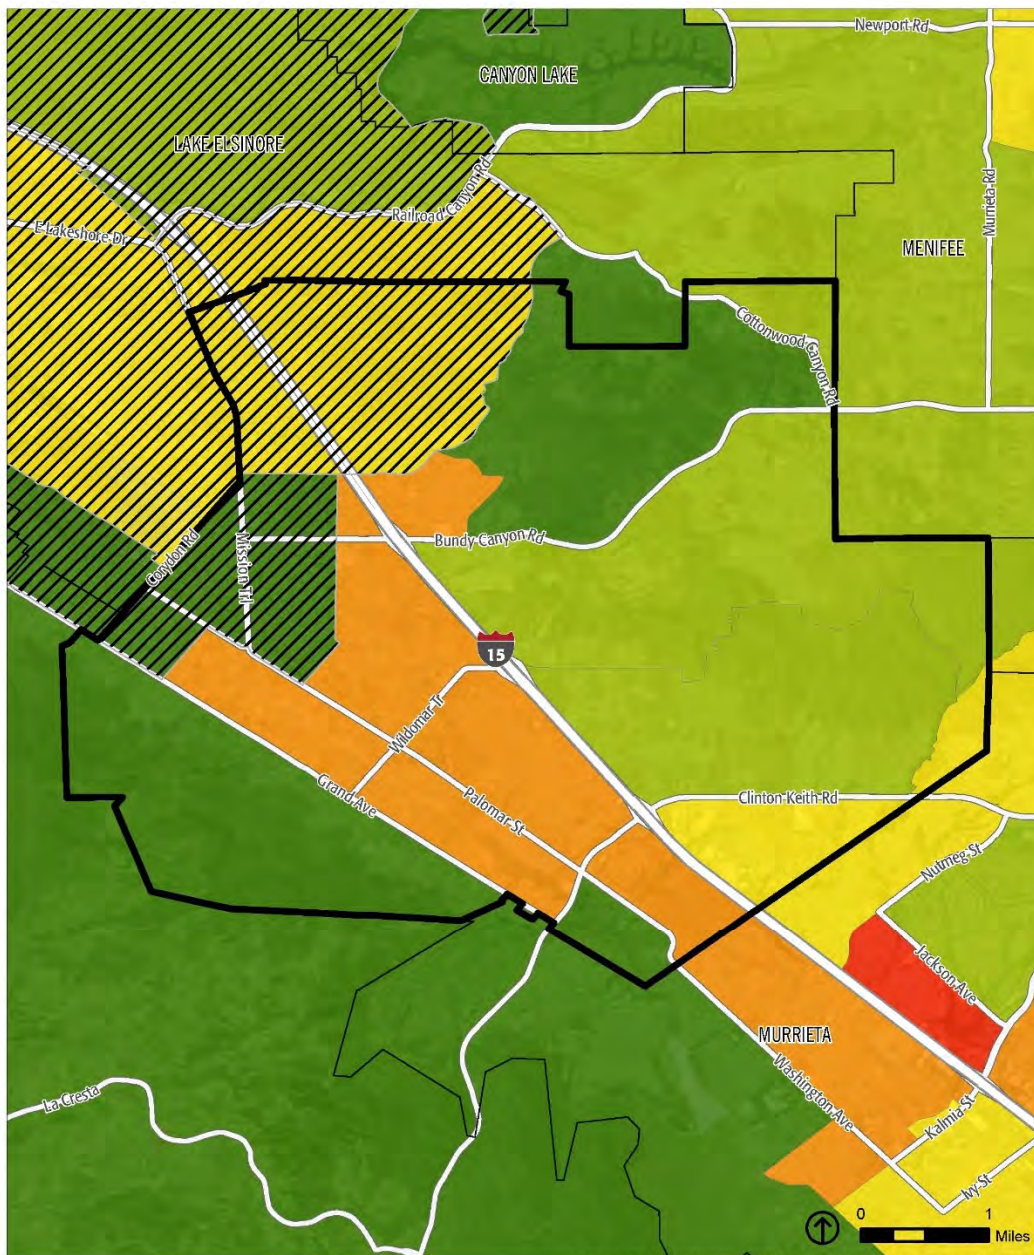 Newport Rd
CANYON LAKE
LAKE ELSINORE
Murrieta Rd
Railroad Canyon Rd
E Lakeshore Dr
MENIFEE
Cottonwood Canyon Rd
Corydon Rd
Mission Trl
Bundy Canyon Rd
15
Wildomar Tr
Grand Ave
Palomar St
Clinton Keith Rd
Nutmeg St
Jackson Ave
MURRIETA
Washington Ave
La Cresta
Kalmia St
Ivy St
0 1
Miles